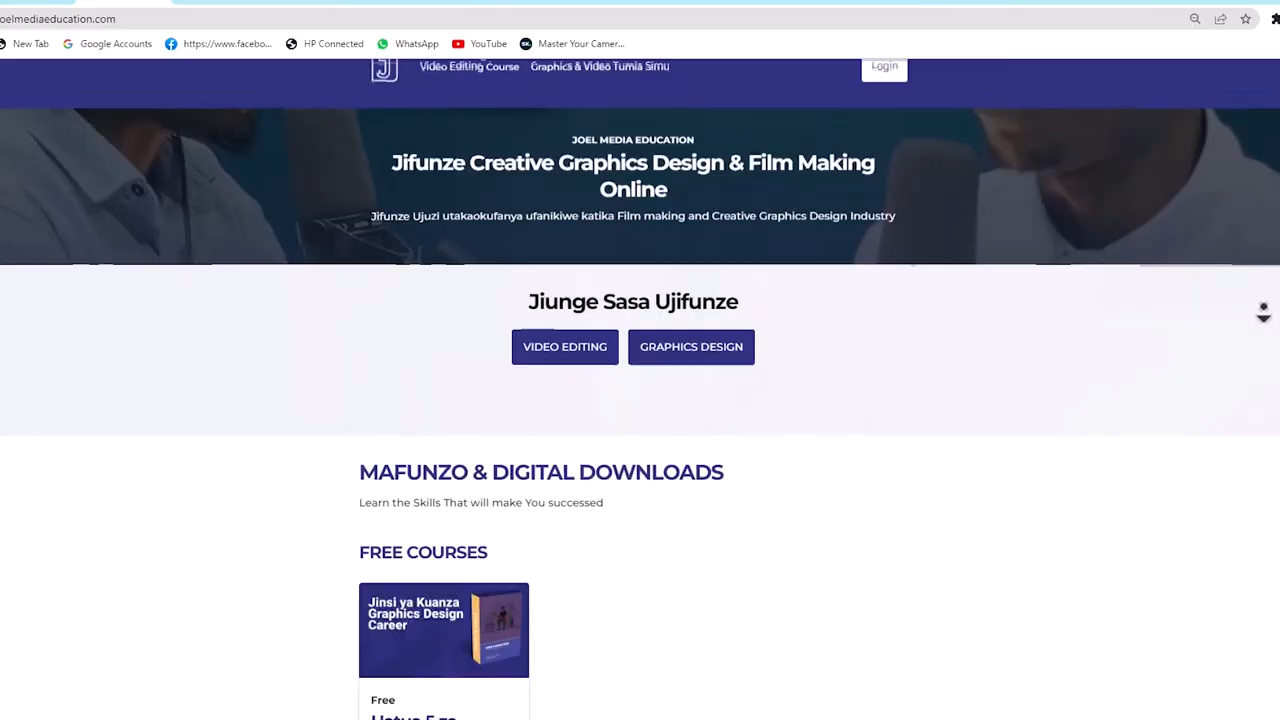 oelmediaeducation.com
New Tab Google Accounts https://www.facebo... HP Connected WhatsApp YouTube SK. Master Your Camer...
J Video Editing Course Graphics & Video Tumia Simu Login
JOEL MEDIA EDUCATION
Jifunze Creative Graphics Design & Film Making
Online
Jifunze Ujuzi utakaokufanya ufanikiwe katika Film making and Creative Graphics Design Industry
Jiunge Sasa Ujifunze
VIDEO EDITING GRAPHICS DESIGN
MAFUNZO & DIGITAL DOWNLOADS
Learn the Skills That will make You successed
FREE COURSES
Jinsi ya Kuanza
Graphics Design
Career
Free